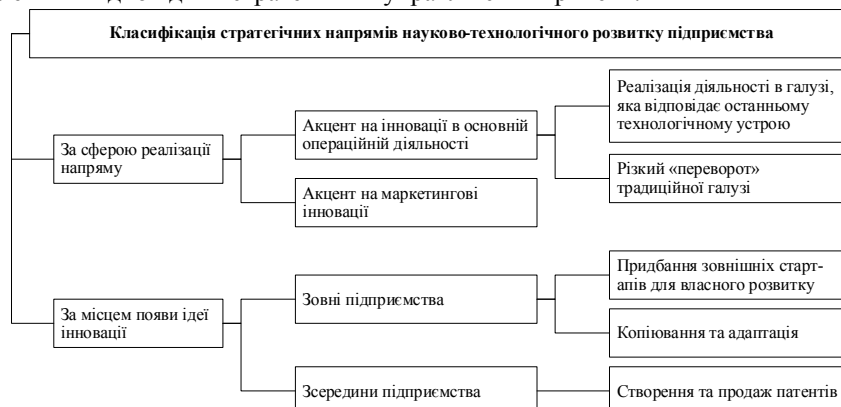 Класифікація стратегічних напрямів науково-технологічного розвитку підприємства
За сферою реалізації
напряму
Акцент на інновації в основній
операційній діяльності
Реалізація діяльності в галузі,
яка відповідає останньому
технологічному устрою
Різкий «переворот»
традиційної галузі
Акцент на маркетингові
інновації
За місцем появи ідеї
інновації
Зовні підприємства
Придбання зовнішніх старт-
апів для власного розвитку
Копіювання та адаптація
Зсередини підприємства
Створення та продаж патентів